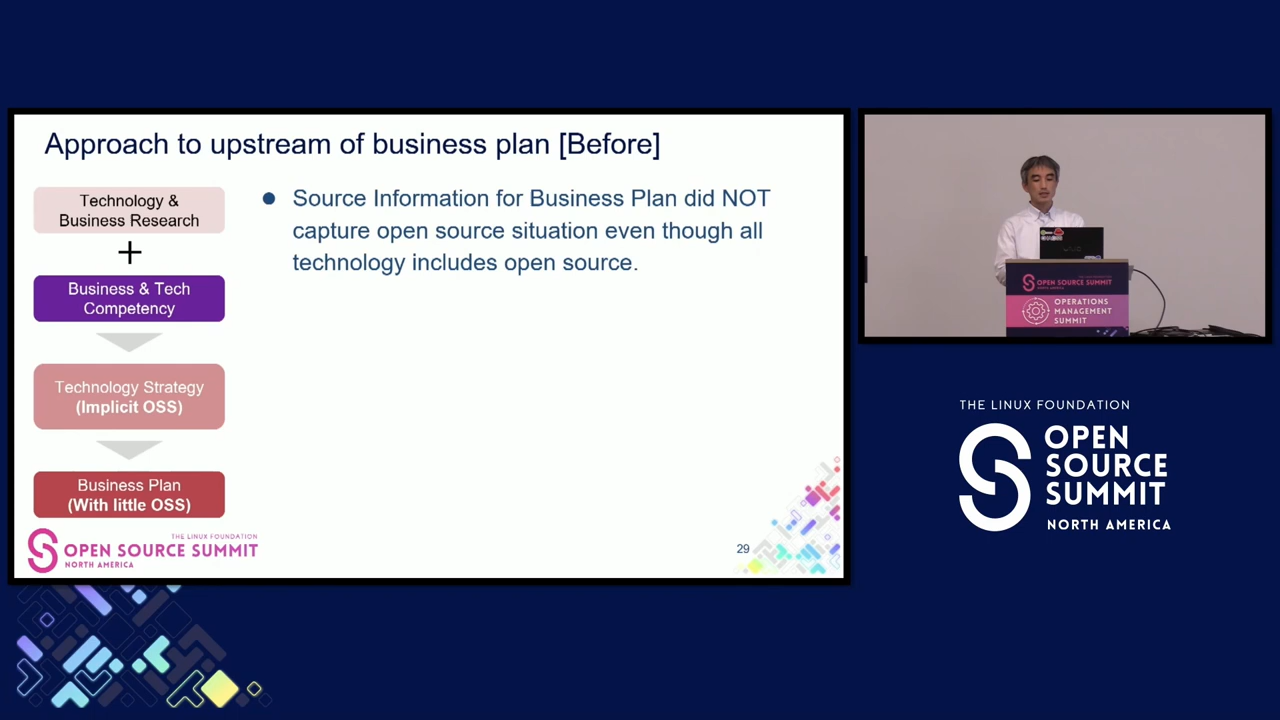 Approach to upstream of business plan [Before]
Technology &
Business Research
+
Business & Tech
Competency
Technology Strategy
(Implicit OSS)
Business Plan
(With little OSS)
● Source Information for Business Plan did NOT
capture open source situation even though all
technology includes open source.
THE LINUX FOUNDATION
OPEN SOURCE SUMMIT
NORTH AMERICA
29
OPEN SOURCE SUMMIT
NORTH AMERICA
OPERATIONS
MANAGEMENT
SUMMIT
THE LINUX FOUNDATION
OPEN
SOURCE
SUMMIT
NORTH AMERICA